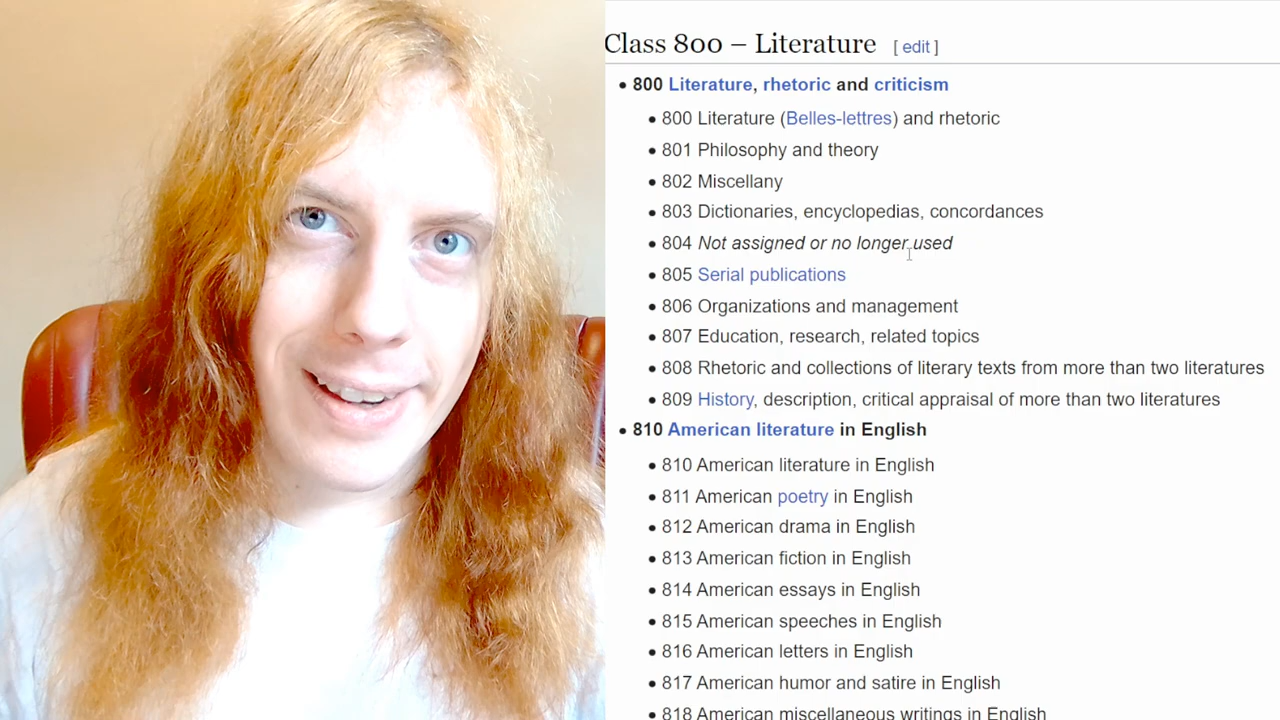 Class 800 – Literature [ edit ]
800 Literature, rhetoric and criticism
800 Literature (Belles-lettres) and rhetoric
801 Philosophy and theory
802 Miscellany
803 Dictionaries, encyclopedias, concordances
804 Not assigned or no longer used
805 Serial publications
806 Organizations and management
807 Education, research, related topics
808 Rhetoric and collections of literary texts from more than two literatures
809 History, description, critical appraisal of more than two literatures
810 American literature in English
810 American literature in English
811 American poetry in English
812 American drama in English
813 American fiction in English
814 American essays in English
815 American speeches in English
816 American letters in English
817 American humor and satire in English
818 American miscellaneous writings in English